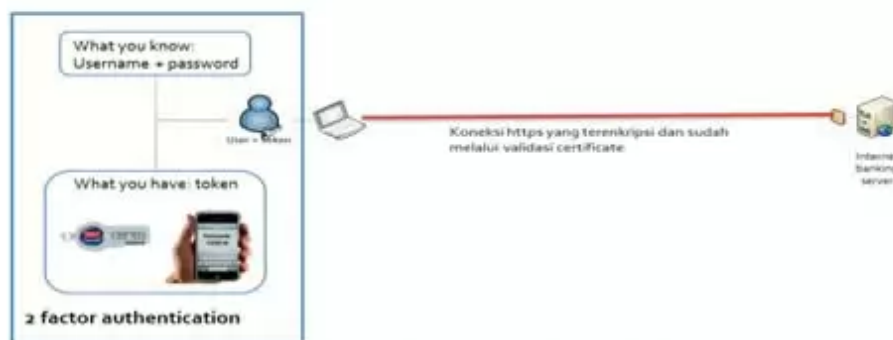 What you know:
Username + password
User + token
Koneksi https yang terenkripsi dan sudah
melalui validasi certificate
Internet
banking
server
What you have: token
2 factor authentication